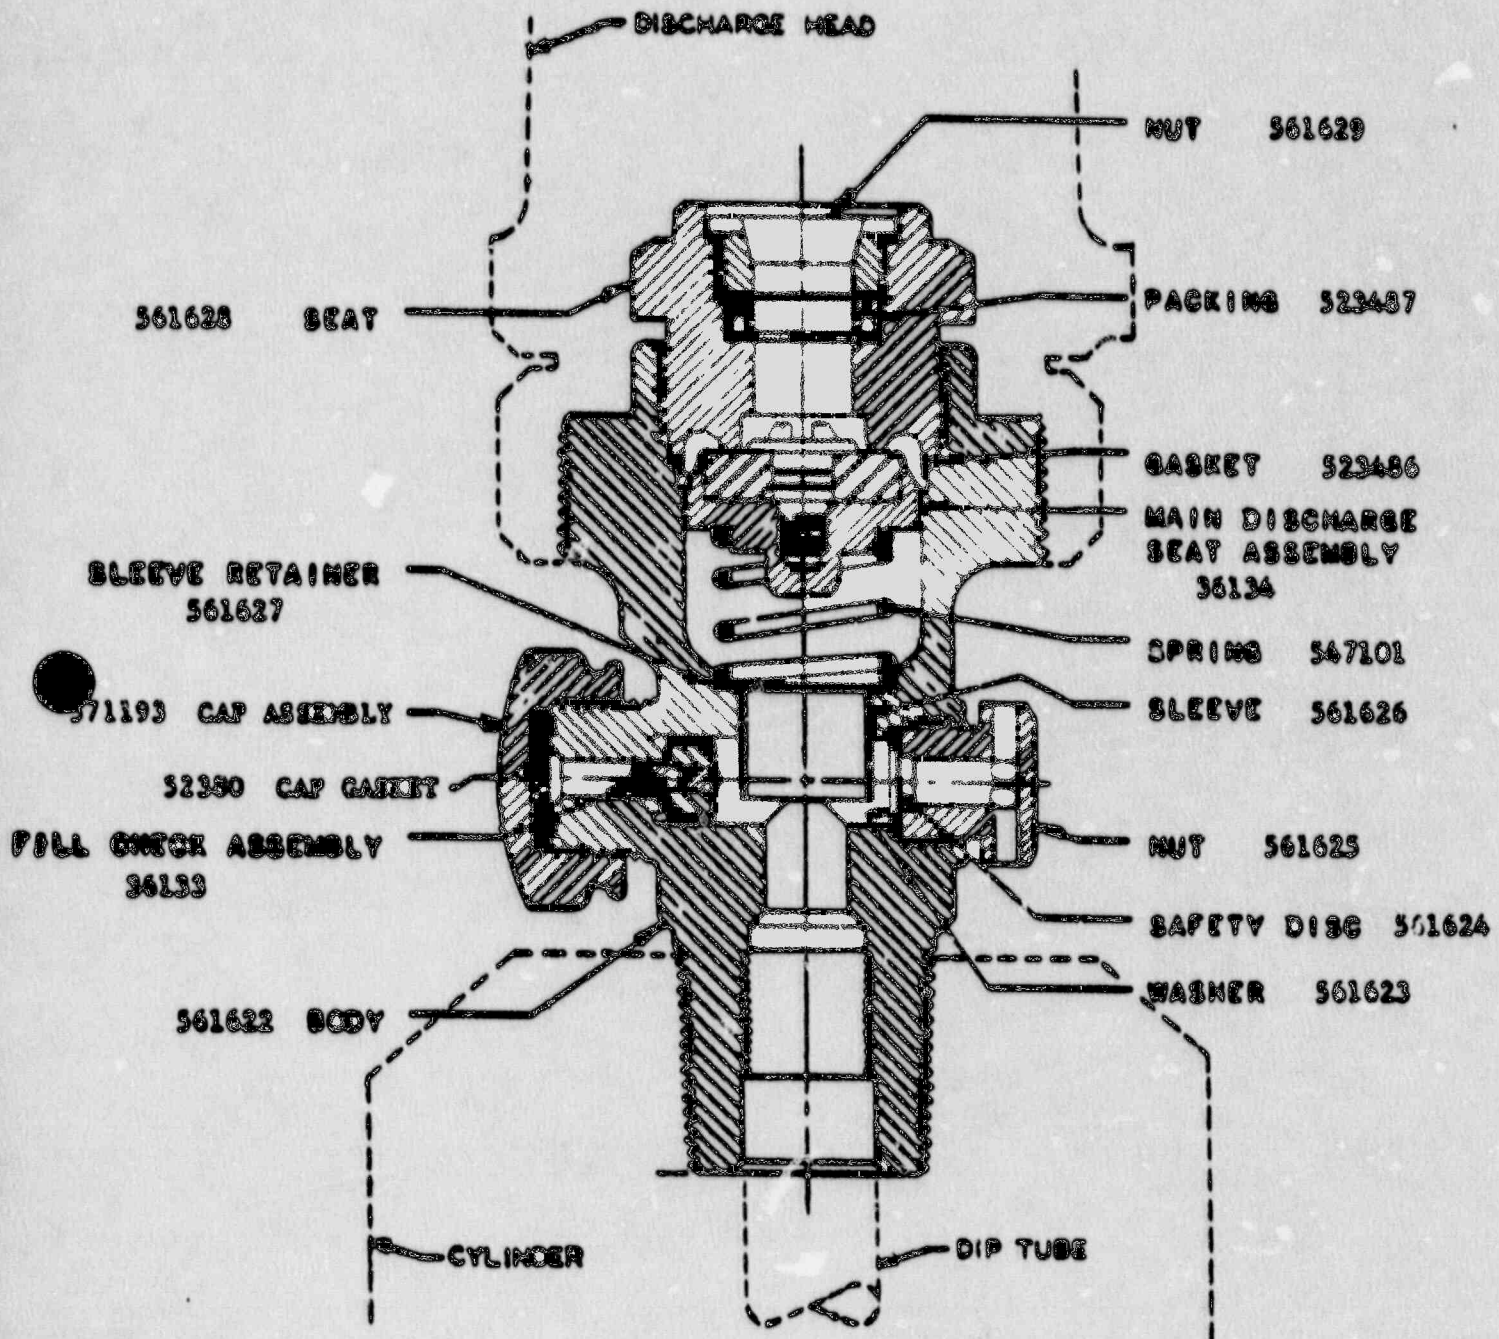 DISCHARGE HEAD
NUT 561629
561628 SEAT
PACKING 523487
GASKET 523486
MAIN DISCHARGE
SEAT ASSEMBLY
36134
SLEEVE RETAINER
561627
SPRING 547101
571193 CAP ASSEMBLY
SLEEVE 561626
52380 CAP GASKET
FILL CHECK ASSEMBLY
36133
NUT 561625
SAFETY DISC 561624
WASHER 561623
561622 BODY
CYLINDER
DIP TUBE